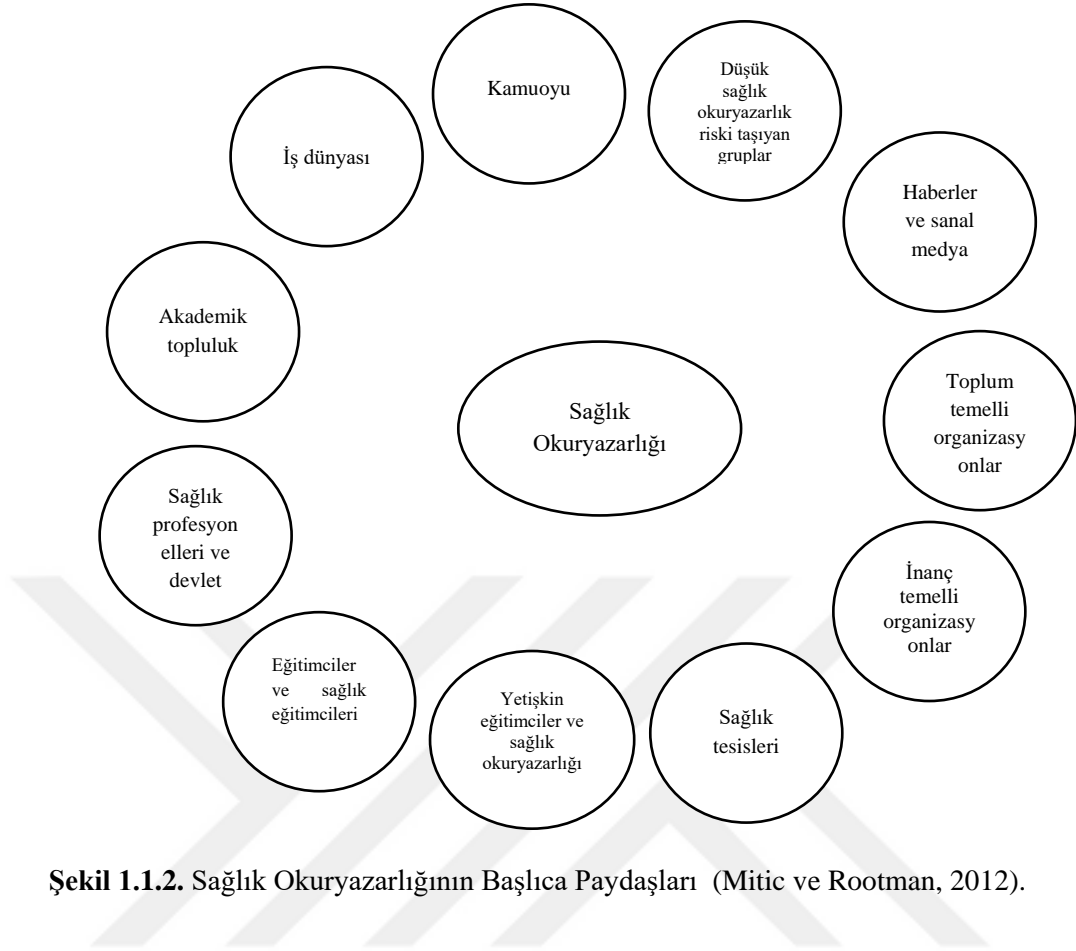 Kamuoyu
Düşük
sağlık
okuryazarlık
riski taşıyan
gruplar
Haberler
ve sanal
medya
Toplum
temelli
organizasy
onlar
İnanç
temelli
organizasy
onlar
Sağlık
tesisleri
Yetişkin
eğitimciler ve
sağlık
okuryazarlığı
Eğitimciler
ve sağlık
eğitimcileri
Sağlık
profesyon
elleri ve
devlet
Akademik
topluluk
İş dünyası
Sağlık
Okuryazarlığı
Şekil 1.1.2. Sağlık Okuryazarlığının Başlıca Paydaşları (Mitic ve Rootman, 2012).